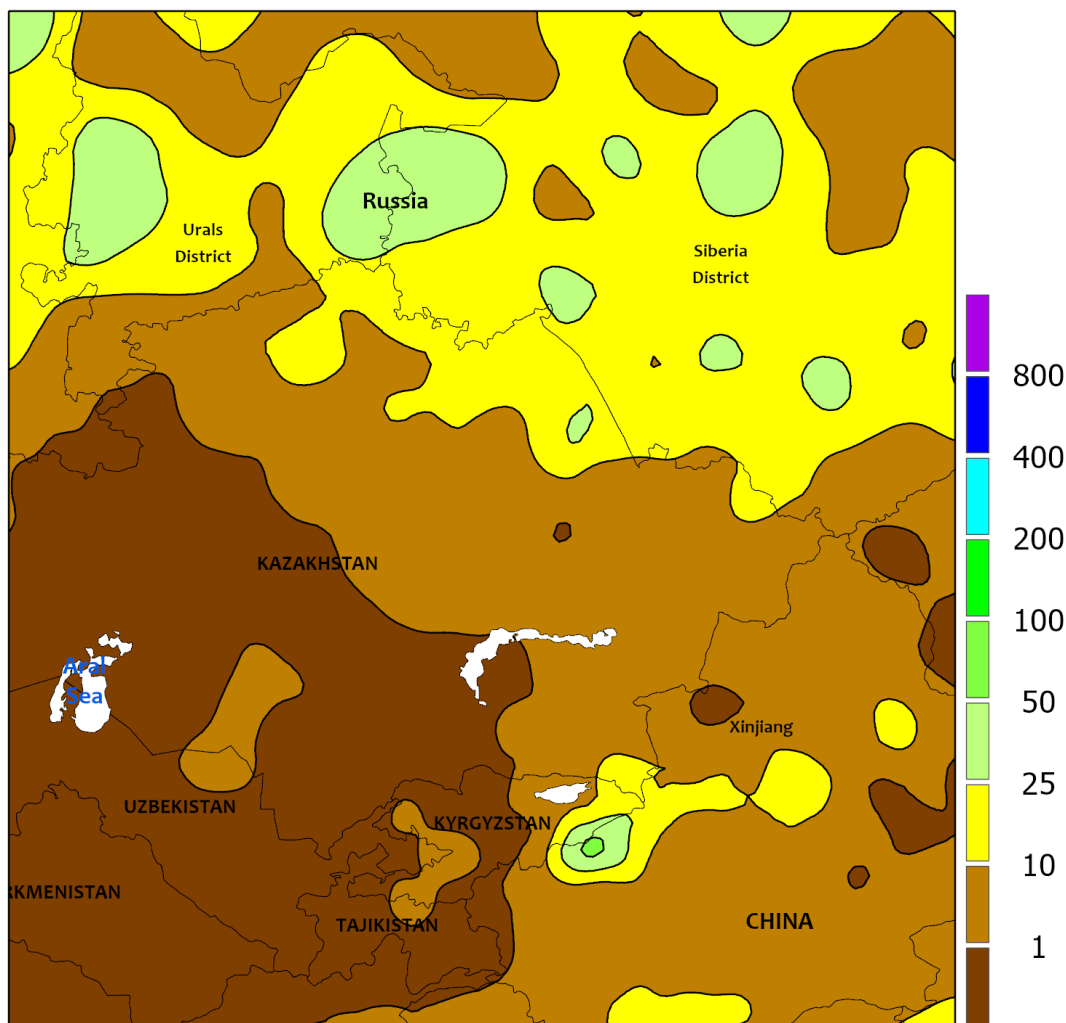 Russia
Urals
District
Siberia
District
KAZAKHSTAN
Aral
Sea
Xinjiang
UZBEKISTAN
KYRGYZSTAN
RKMENISTAN
TAJIKISTAN
CHINA
800
400
200
100
50
25
10
1